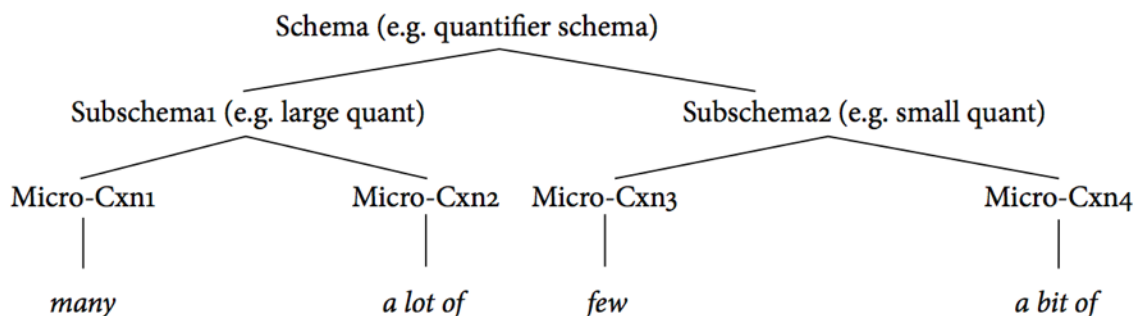 Schema (e.g. quantifier schema)
Subschema1 (e.g. large quant) Subschema2 (e.g. small quant)
Micro-Cxn1 Micro-Cxn2 Micro-Cxn3 Micro-Cxn4
many a lot of few a bit of